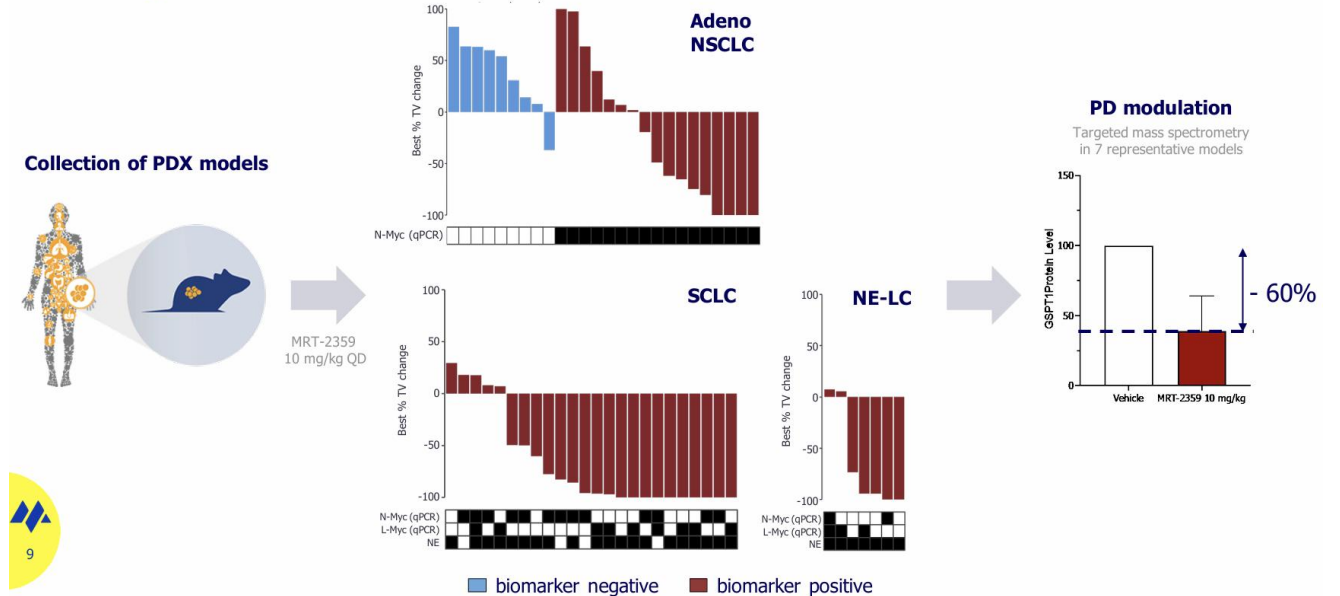 Collection of PDX models
MRT-2359
10 mg/kg QD
Adeno
NSCLC
Best % TV change
100
50
0
-50
-100
N-Myc (qPCR)
SCLC
Best % TV change
100
50
0
-50
-100
N-Myc (qPCR)
L-Myc (qPCR)
NE
NE-LC
Best % TV change
100
50
0
-50
-100
N-Myc (qPCR)
L-Myc (qPCR)
NE
biomarker negative
biomarker positive
PD modulation
Targeted mass spectrometry
in 7 representative models
GSPT1Protein Level
150
100
50
0
- 60%
Vehicle
MRT-2359 10 mg/kg
9